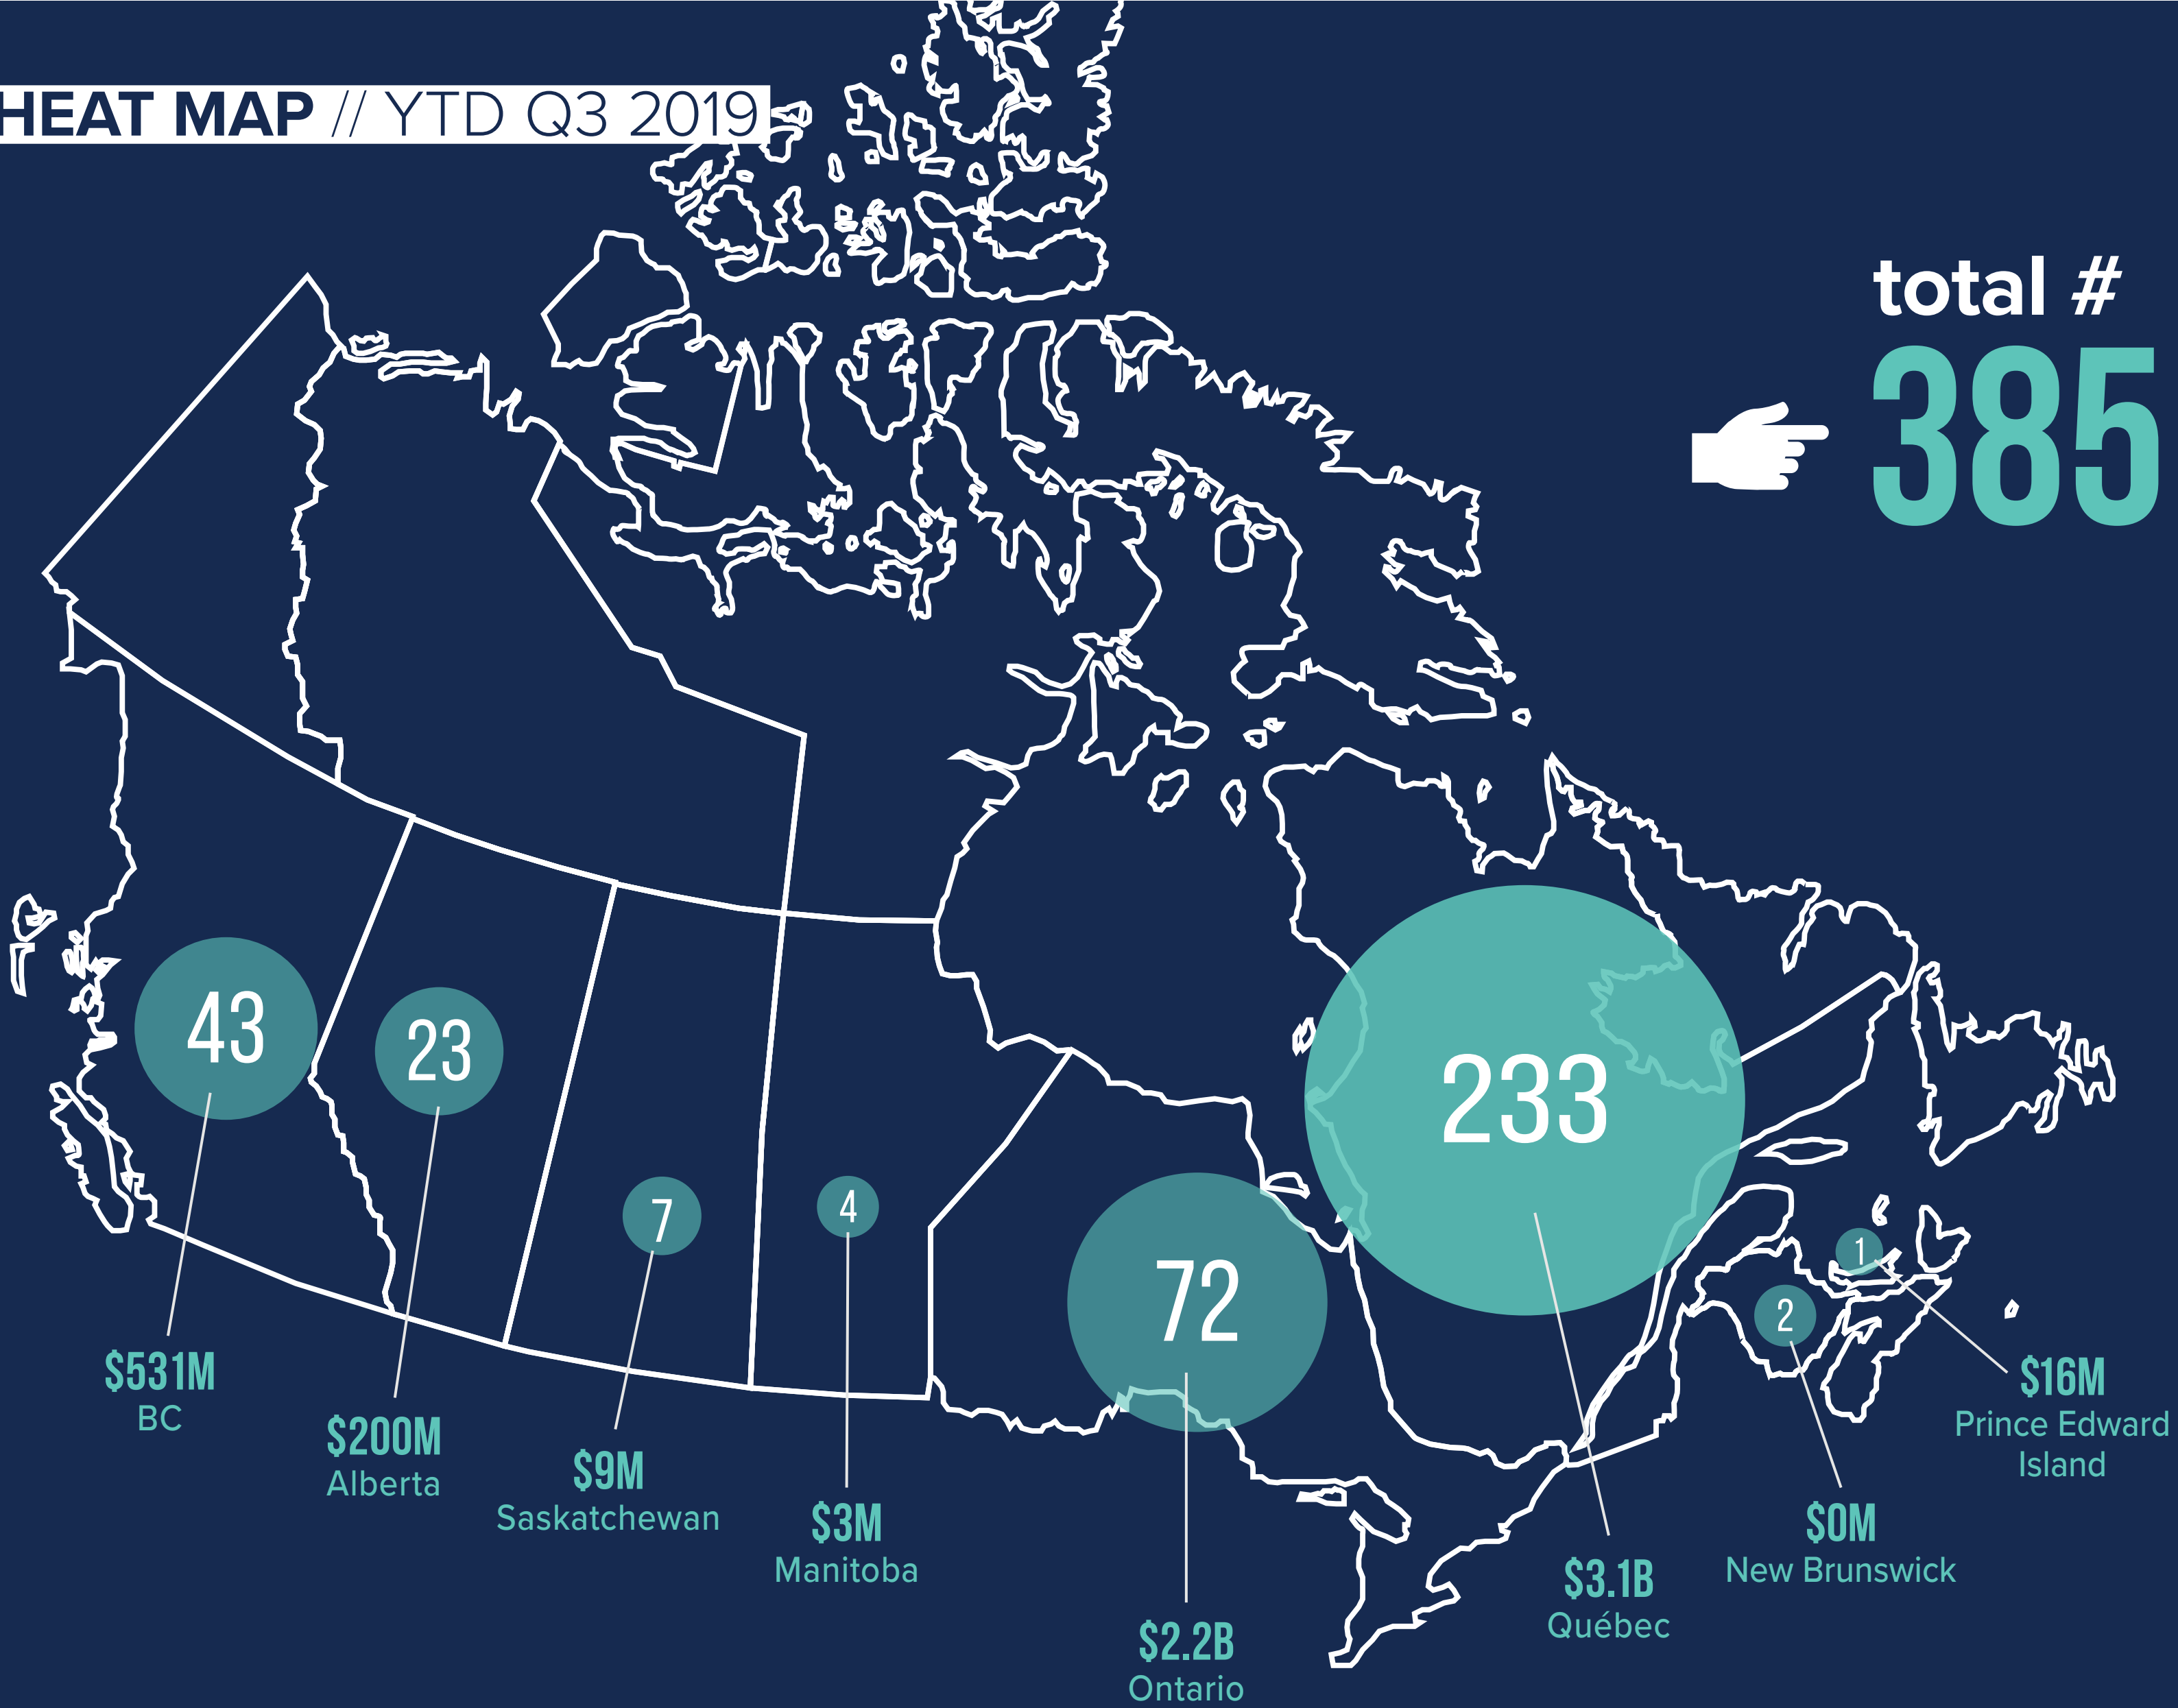 HEAT MAP // YTD Q3 2019
total #
385
43
23
7
4
72
233
1
2
$531M
BC
$200M
Alberta
$9M
Saskatchewan
$3M
Manitoba
$2.2B
Ontario
$3.1B
Québec
$0M
New Brunswick
$16M
Prince Edward
Island